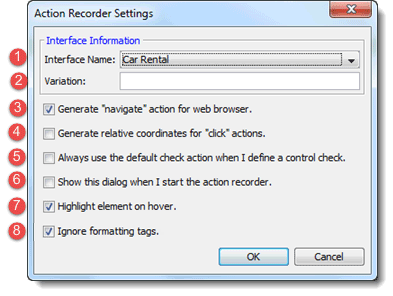 Action Recorder Settings
Interface Information
1 Interface Name: Car Rental
2 Variation:
3 Generate "navigate" action for web browser.
4 Generate relative coordinates for "click" actions.
5 Always use the default check action when I define a control check.
6 Show this dialog when I start the action recorder.
7 Highlight element on hover.
8 Ignore formatting tags.
OK Cancel